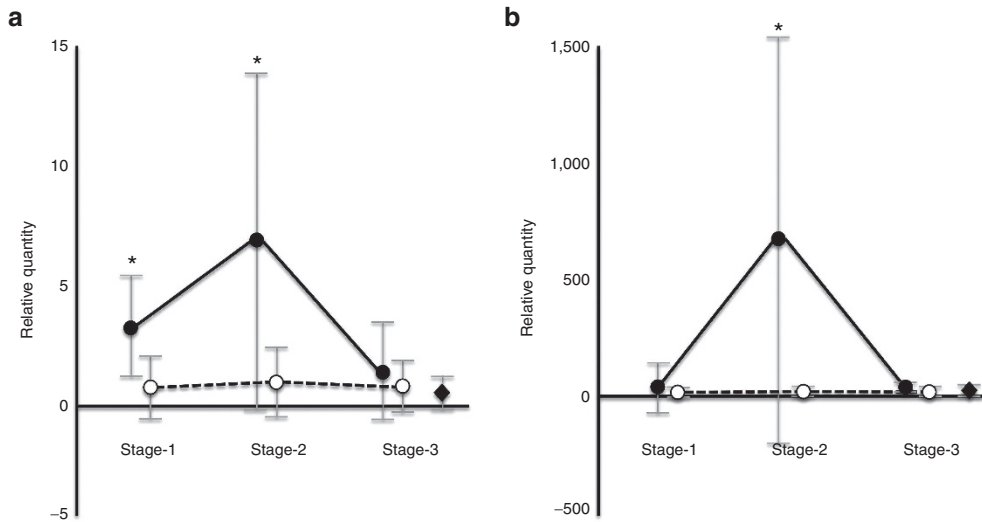 a
15
*
10
Relative quantity
*
5
0
Stage-1 Stage-2 Stage-3
–5
b
*
1,500
1,000
Relative quantity
500
0
Stage-1 Stage-2 Stage-3
–500